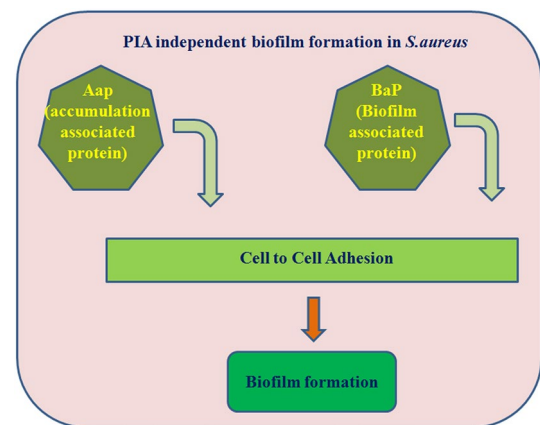 PIA independent biofilm formation in S.aureus
Aap
(accumulation
associated
protein)
BaP
(Biofilm
associated
protein)
Cell to Cell Adhesion
Biofilm formation